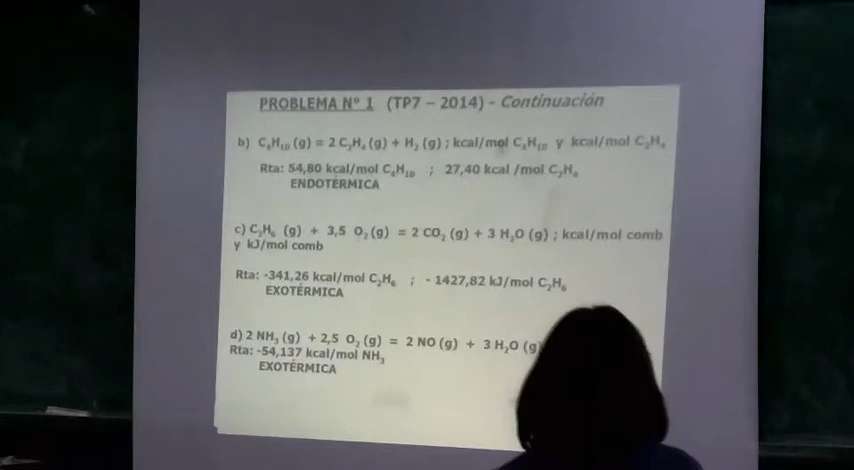 PROBLEMA N° 1 (TP7 – 2014) - Continuación
b) C₄H₁₀ (g) = 2 C₂H₄ (g) + H₂ (g) ; kcal/mol C₄H₁₀ y kcal/mol C₂H₄
Rta: 54,80 kcal/mol C₄H₁₀ ; 27,40 kcal /mol C₂H₄
ENDOTÉRMICA
c) C₂H₆ (g) + 3,5 O₂ (g) = 2 CO₂ (g) + 3 H₂O (g) ; kcal/mol comb
y kJ/mol comb
Rta: -341,26 kcal/mol C₂H₆ ; - 1427,82 kJ/mol C₂H₆
EXOTÉRMICA
d) 2 NH₃ (g) + 2,5 O₂ (g) = 2 NO (g) + 3 H₂O (g)
Rta: -54,137 kcal/mol NH₃
EXOTÉRMICA